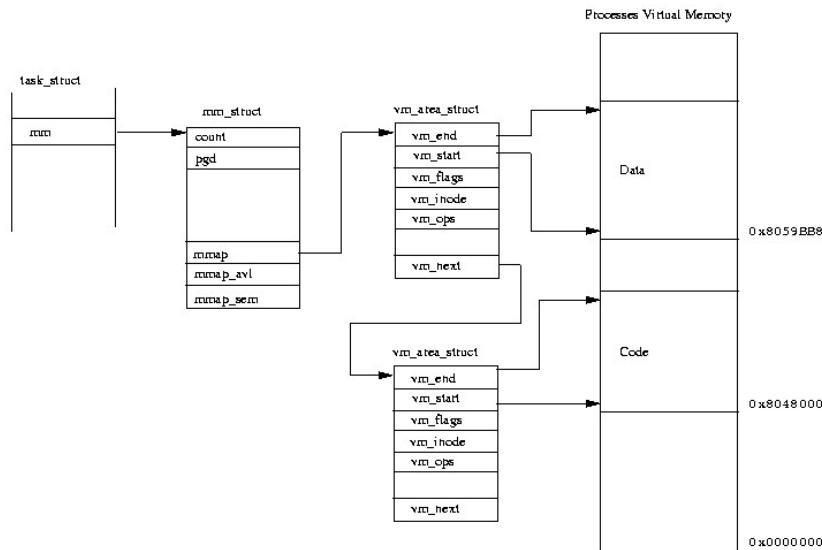 Processes Virtual Memory
task_struct
mm
mm_struct
count
pgd
mmap
mmap_avl
mmap_sem
vm_area_struct
vm_end
vm_start
vm_flags
vm_inode
vm_ops
vm_next
vm_area_struct
vm_end
vm_start
vm_flags
vm_inode
vm_ops
vm_next
Data
0x8059BB8
Code
0x8048000
0x0000000